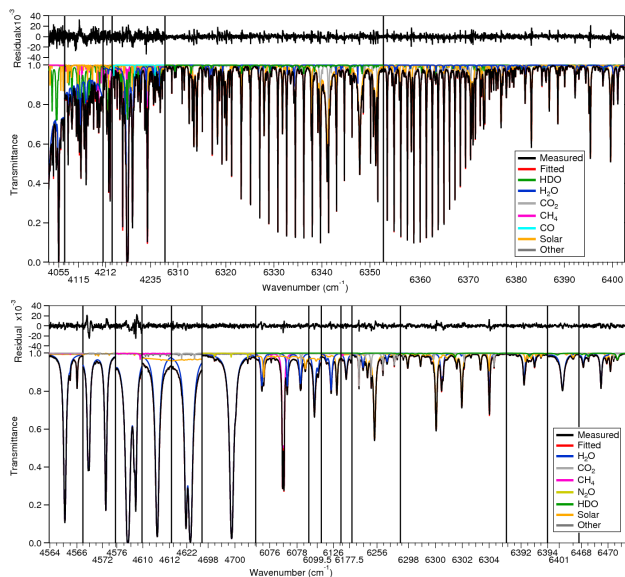 40
20
0
-20
-40
Residualx10⁻³
1.0
0.8
0.6
0.4
0.2
0.0
Transmittance
Measured
Fitted
HDO
H₂O
CO₂
CH₄
CO
Solar
Other
4055 4212 6310 6320 6330 6340 6350 6360 6370 6380 6390 6400
4115 4235
Wavenumber (cm⁻¹)
40
20
0
-20
-40
Residual x10⁻³
1.0
0.8
0.6
0.4
0.2
0.0
Transmittance
Measured
Fitted
H₂O
CO₂
CH₄
N₂O
HDO
Solar
Other
4564 4566 4576 4610 4622 4698 4700 6076 6078 6126 6256 6298 6300 6302 6304 6392 6394 6468 6470
4572 4612 6099.5 6177.5 6401
Wavenumber (cm⁻¹)